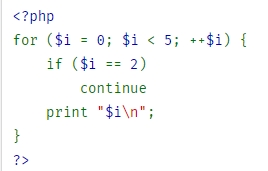 <?php
for ($i = 0; $i < 5; ++$i) {
    if ($i == 2)
        continue
    print "$i\n";
}
?>